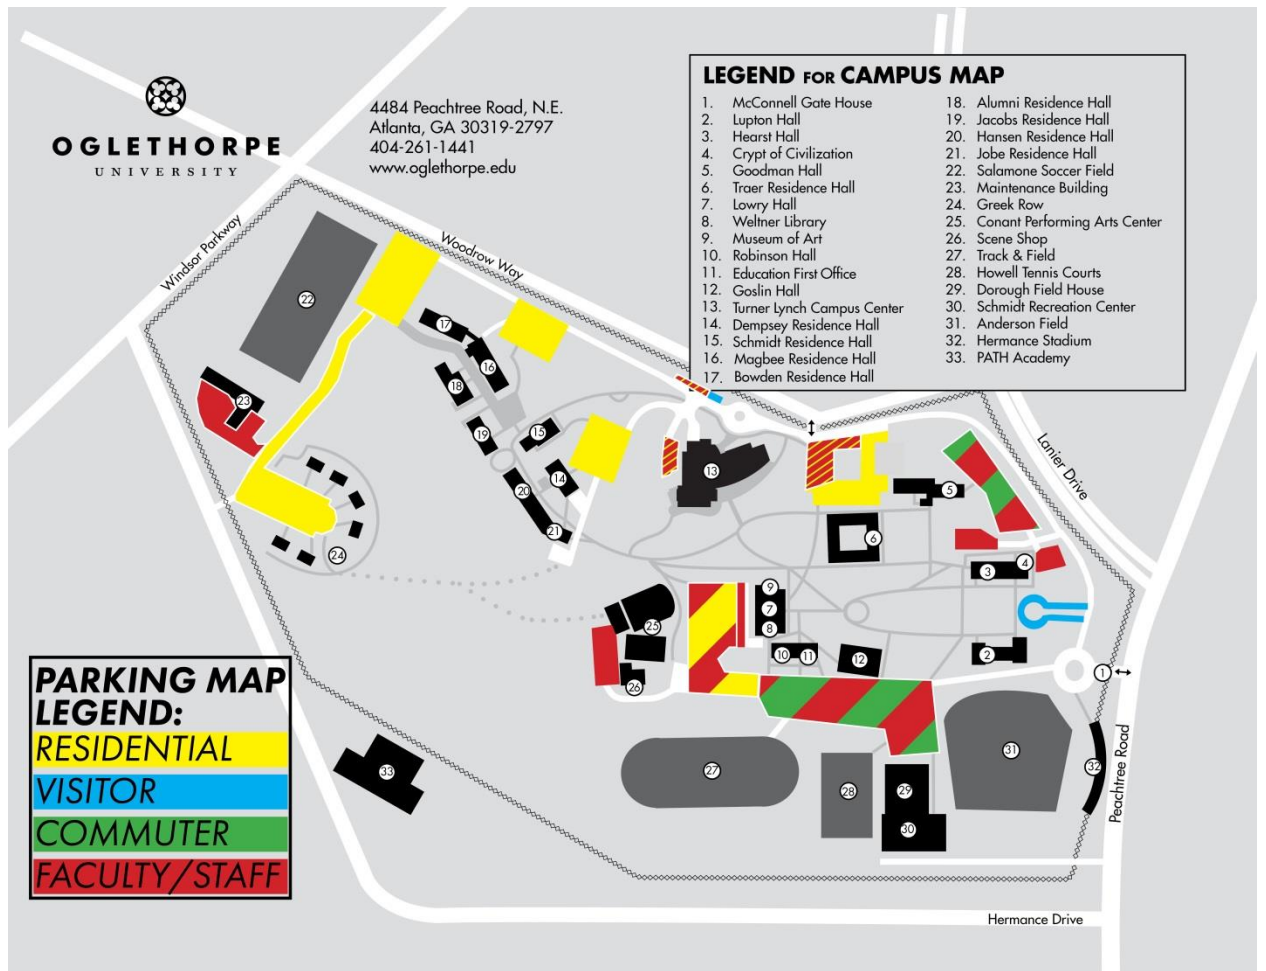 OGLETHORPE
UNIVERSITY
4484 Peachtree Road, N.E.
Atlanta, GA 30319-2797
404-261-1441
www.oglethorpe.edu
LEGEND FOR CAMPUS MAP
1. McConnell Gate House
2. Lupton Hall
3. Hearst Hall
4. Crypt of Civilization
5. Goodman Hall
6. Traer Residence Hall
7. Lowry Hall
8. Weltner Library
9. Museum of Art
10. Robinson Hall
11. Education First Office
12. Goslin Hall
13. Turner Lynch Campus Center
14. Dempsey Residence Hall
15. Schmidt Residence Hall
16. Magbee Residence Hall
17. Bowden Residence Hall
18. Alumni Residence Hall
19. Jacobs Residence Hall
20. Hansen Residence Hall
21. Jobe Residence Hall
22. Salamone Soccer Field
23. Maintenance Building
24. Greek Row
25. Conant Performing Arts Center
26. Scene Shop
27. Track & Field
28. Howell Tennis Courts
29. Dorough Field House
30. Schmidt Recreation Center
31. Anderson Field
32. Hermance Stadium
33. PATH Academy
Windsor Parkway
Woodrow Way
Lanier Drive
22
17
16
18
23
19
15
13
14
20
5
21
6
24
4
3
9
7
8
25
10
11
12
2
1
26
31
32
33
27
28
29
30
Peachtree Road
Hermance Drive
PARKING MAP
LEGEND:
RESIDENTIAL
VISITOR
COMMUTER
FACULTY/STAFF